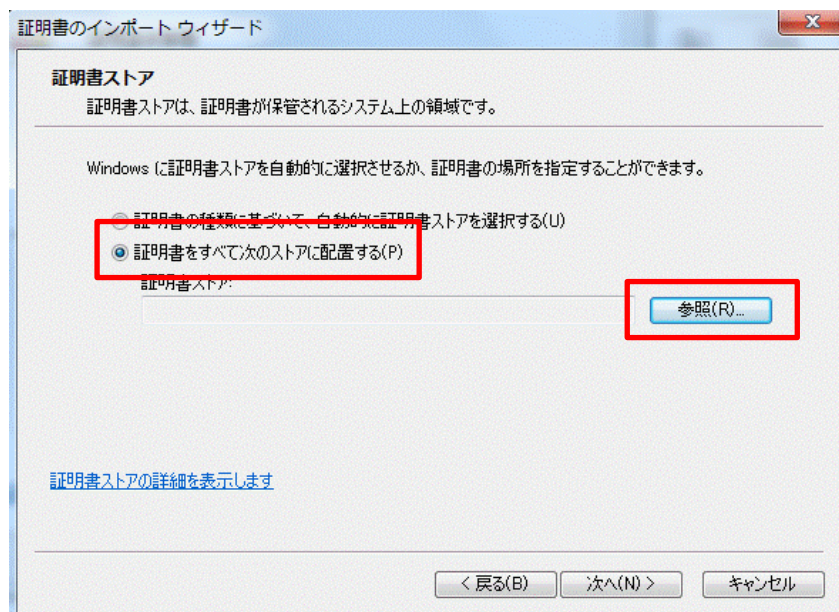 証明書のインポート ウィザード
証明書ストア
証明書ストアは、証明書が保管されるシステム上の領域です。
Windows に証明書ストアを自動的に選択させるか、証明書の場所を指定することができます。
証明書の種類に基づいて、自動的に証明書ストアを選択する(U)
証明書をすべて次のストアに配置する(P)
証明書ストア:
参照(R)...
証明書ストアの詳細を表示します
< 戻る(B)
次へ(N) >
キャンセル